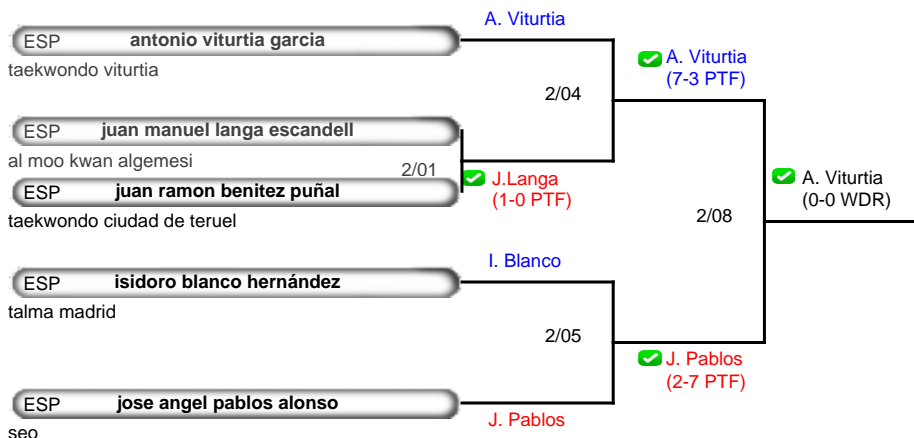 A. Viturtia
ESP antonio viturtia garcia
taekwondo viturtia
A. Viturtia
(7-3 PTF)
2/04
ESP juan manuel langa escandell
al moo kwan algemesi
2/01
J.Langa
(1-0 PTF)
ESP juan ramon benitez puñal
taekwondo ciudad de teruel
A. Viturtia
(0-0 WDR)
2/08
I. Blanco
ESP isidoro blanco hernández
talma madrid
2/05
J. Pablos
(2-7 PTF)
ESP jose angel pablos alonso
J. Pablos
seo